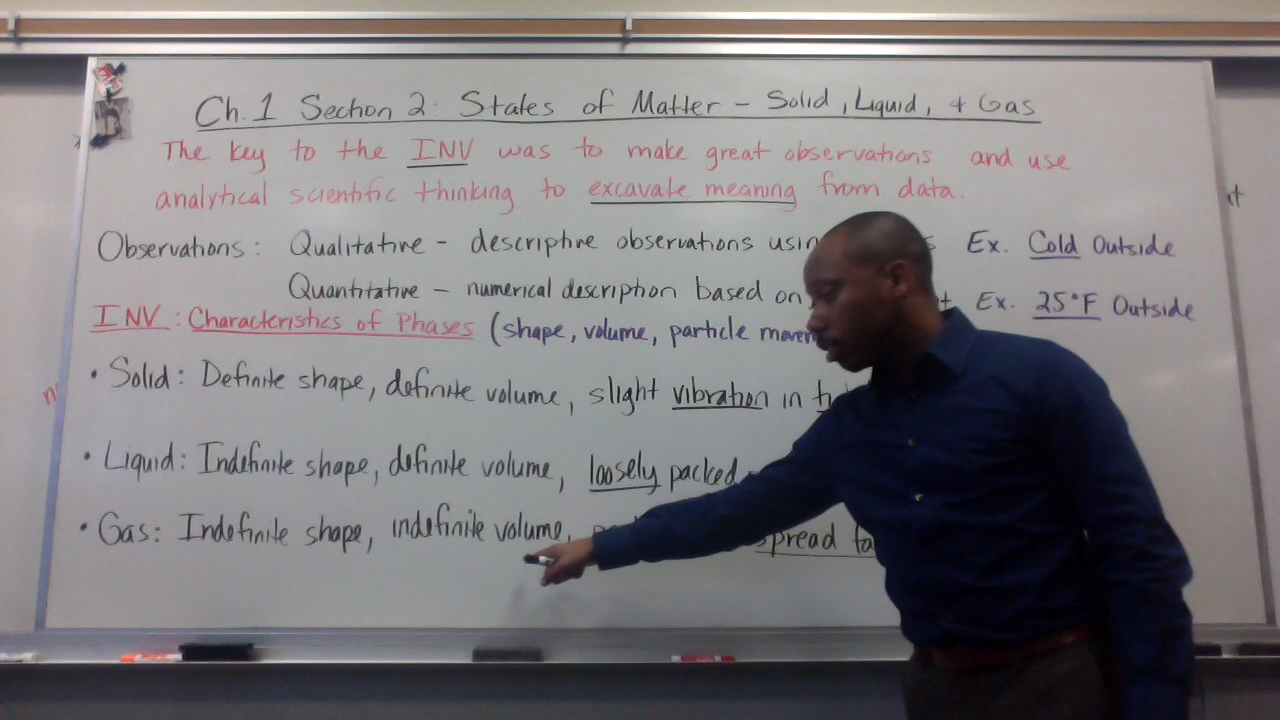 Ch. 1 Section 2: States of Matter - Solid, Liquid, + Gas
The key to the INV was to make great observations and use
analytical scientific thinking to excavate meaning from data.
Observations: Qualitative - descriptive observations using Ex. Cold Outside
Quantitative - numerical description based on Ex. 25°F Outside
INV: Characteristics of Phases (shape, volume, particle
• Solid: Definite shape, definite volume, slight vibration in
• Liquid: Indefinite shape, definite volume, loosely packed
• Gas: Indefinite shape, indefinite volume, spread